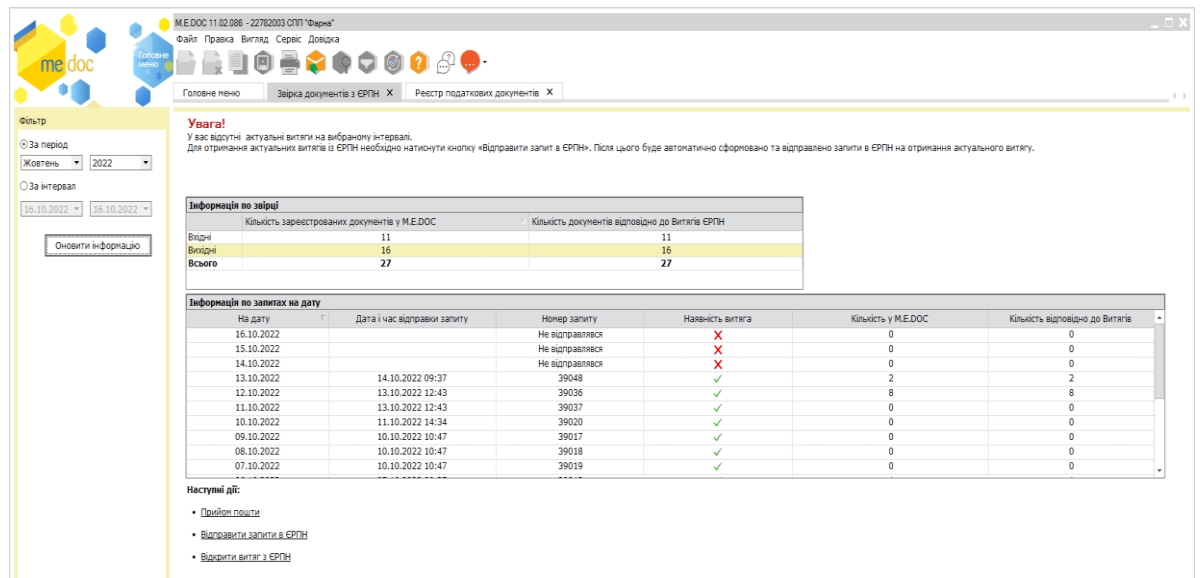 M.E.DOC 11.02.086 - 22782003 СПП "Фарна"
Файл Правка Вигляд Сервіс Довідка
me doc
Головне меню
Головне меню Звірка документів з ЄРПН X Реєстр податкових документів X
Фільтр
За період
Жовтень 2022
За інтервал
16.10.2022 16.10.2022
Оновити інформацію
Увага!
У вас відсутні актуальні витяги на вибраному інтервалі.
Для отримання актуальних витягів із ЄРПН необхідно натиснути кнопку «Відправити запит в ЄРПН». Після цього буде автоматично сформовано та відправлено запити в ЄРПН на отримання актуального витягу.
Інформація по звірці
Кількість зареєстрованих документів у M.E.DOC Кількість документів відповідно до Витягів ЄРПН
Вхідні 11 11
Вихідні 16 16
Всього 27 27
Інформація по запитах на дату
На дату Дата і час відправки запиту Номер запиту Наявність витяга Кількість у M.E.DOC Кількість відповідно до Витягів
16.10.2022 Не відправлявся 0 0
15.10.2022 Не відправлявся 0 0
14.10.2022 Не відправлявся 0 0
13.10.2022 14.10.2022 09:37 39048 2 2
12.10.2022 13.10.2022 12:43 39036 8 8
11.10.2022 13.10.2022 12:43 39037 0 0
10.10.2022 11.10.2022 14:34 39020 0 0
09.10.2022 10.10.2022 10:47 39017 0 0
08.10.2022 10.10.2022 10:47 39018 0 0
07.10.2022 10.10.2022 10:47 39019 0 0
Наступні дії:
• Прийом пошти
• Відправити запити в ЄРПН
• Відкрити витяг з ЄРПН